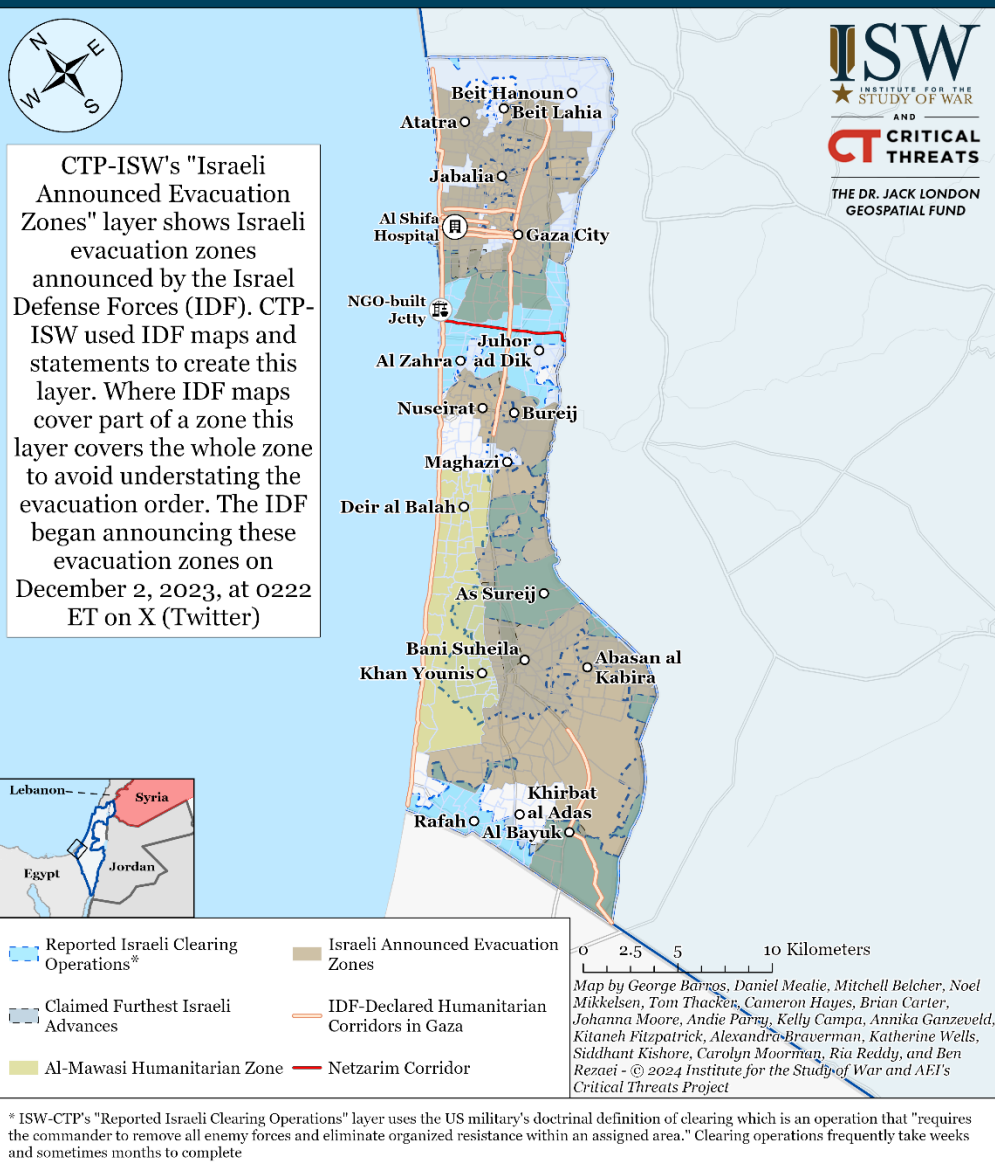 N
E
W
S
ISW
INSTITUTE FOR THE
STUDY OF WAR
AND
CT CRITICAL
THREATS
THE DR. JACK LONDON
GEOSPATIAL FUND
CTP-ISW's "Israeli
Announced Evacuation
Zones" layer shows Israeli
evacuation zones
announced by the Israel
Defense Forces (IDF). CTP-
ISW used IDF maps and
statements to create this
layer. Where IDF maps
cover part of a zone this
layer covers the whole zone
to avoid understating the
evacuation order. The IDF
began announcing these
evacuation zones on
December 2, 2023, at 0222
ET on X (Twitter)
Beit Hanoun
Beit Lahia
Atatra
Jabalia
Al Shifa
Hospital
Gaza City
NGO-built
Jetty
Juhor
ad Dik
Al Zahra
Nuseirat
Bureij
Maghazi
Deir al Balah
As Sureij
Bani Suheila
Abasan al
Kabira
Khan Younis
Khirbat
al Adas
Rafah
Al Bayuk
Lebanon
Syria
Jordan
Egypt
Reported Israeli Clearing
Operations*
Claimed Furthest Israeli
Advances
Al-Mawasi Humanitarian Zone
Israeli Announced Evacuation
Zones
IDF-Declared Humanitarian
Corridors in Gaza
Netzarim Corridor
0 2.5 5 10 Kilometers
Map by George Barros, Daniel Mealie, Mitchell Belcher, Noel
Mikkelsen, Tom Thacker, Cameron Hayes, Brian Carter,
Johanna Moore, Andie Parry, Kelly Campa, Annika Ganzeveld,
Kitaneh Fitzpatrick, Alexandra Braverman, Katherine Wells,
Siddhant Kishore, Carolyn Moorman, Ria Reddy, and Ben
Rezaei - © 2024 Institute for the Study of War and AEI's
Critical Threats Project
* ISW-CTP's "Reported Israeli Clearing Operations" layer uses the US military's doctrinal definition of clearing which is an operation that "requires
the commander to remove all enemy forces and eliminate organized resistance within an assigned area." Clearing operations frequently take weeks
and sometimes months to complete